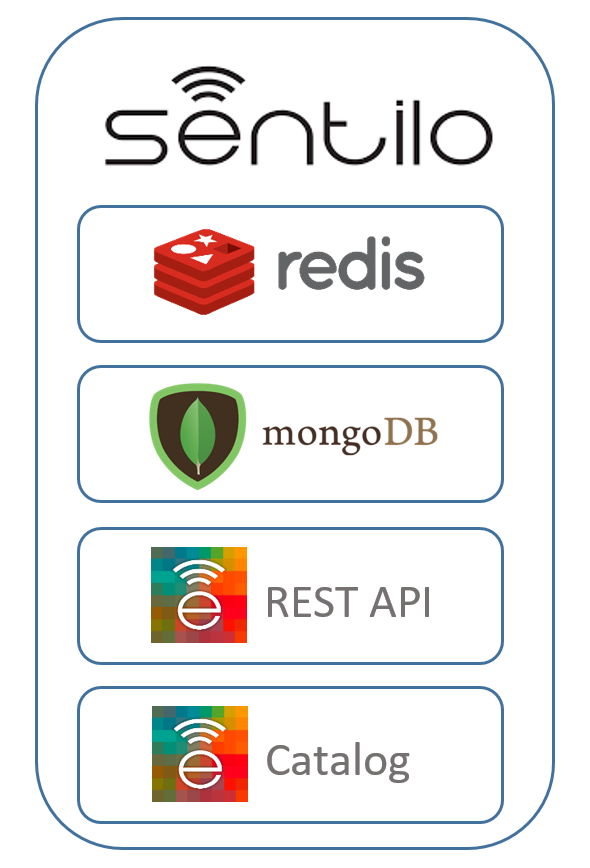 sentilo
redis
mongoDB
e REST API
e Catalog